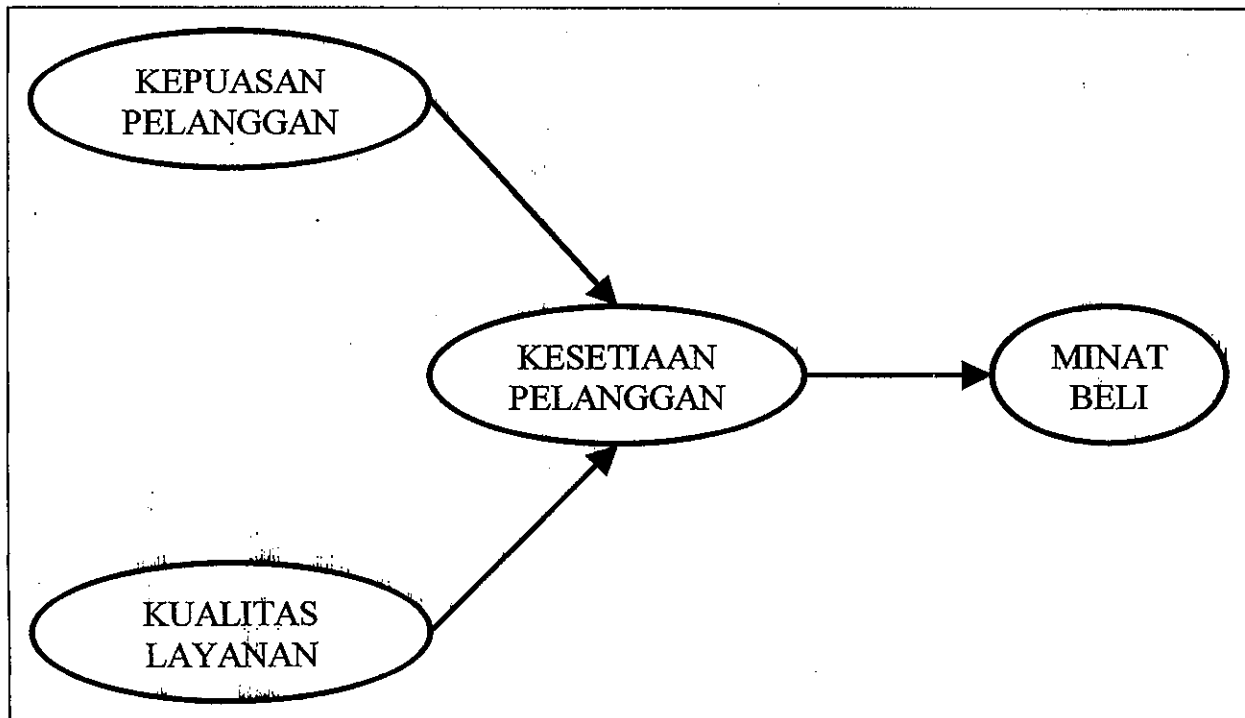 KEPUASAN
PELANGGAN
KESETIAAN
PELANGGAN
MINAT
BELI
KUALITAS
LAYANAN